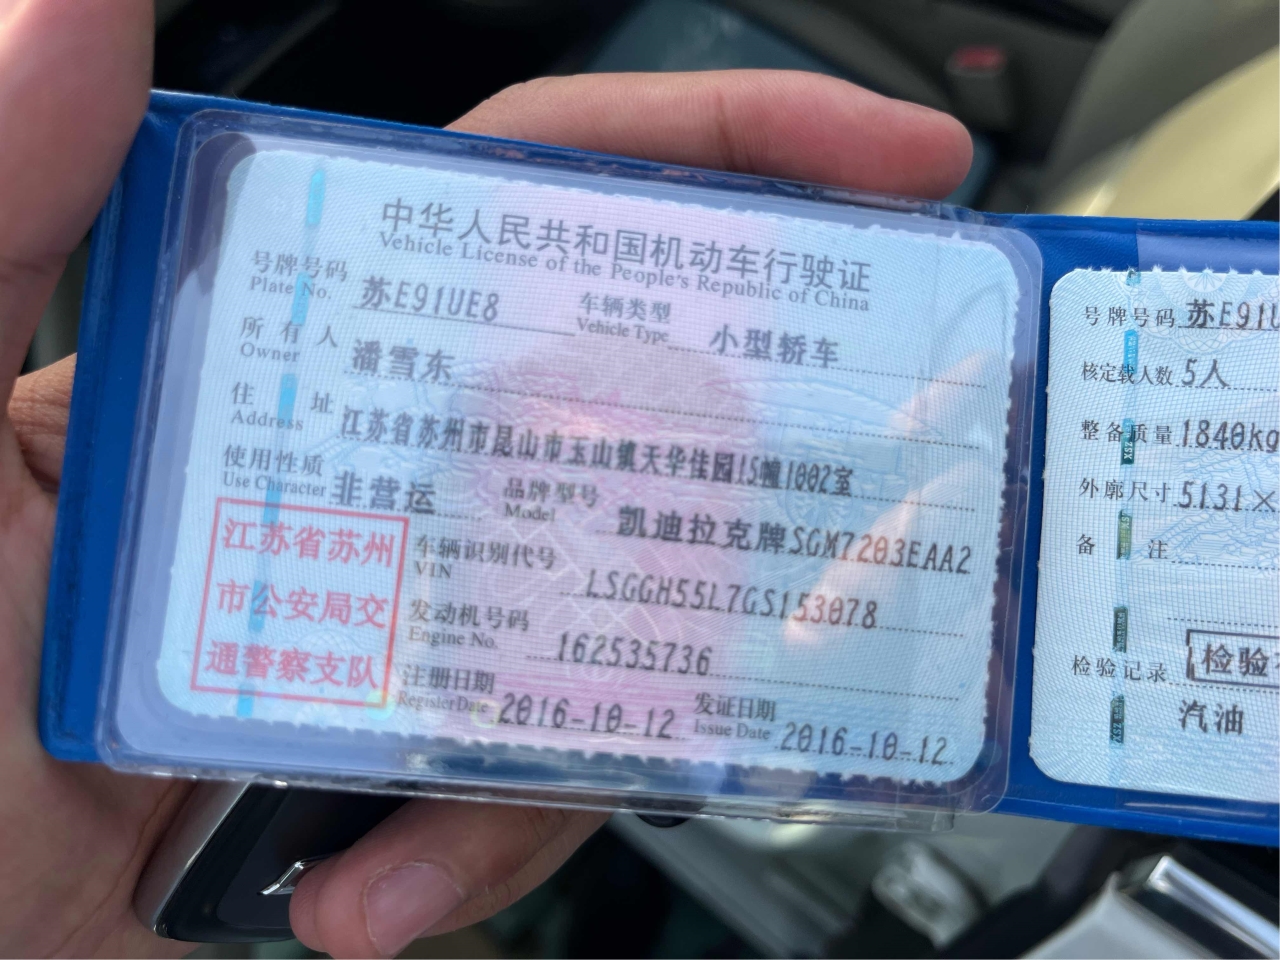 中华人民共和国机动车行驶证
Vehicle License of the People's Republic of China
号牌号码 苏E91UE8 车辆类型 小型轿车
Plate No. Vehicle Type
所有人 潘雪东
Owner
住址 江苏省苏州市昆山市玉山镇天华佳园15幢1002室
Address
使用性质 非营运 品牌型号 凯迪拉克牌SGM7203EAA2
Use Character Model
江苏省苏州
市公安局交
通警察支队
车辆识别代号 LSGGH55L7GS153078
VIN
发动机号码 162535736
Engine No.
注册日期 2016-10-12 发证日期 2016-10-12
Register Date Issue Date
号牌号码 苏E91U
核定载人数 5人
整备质量 1840kg
外廓尺寸 5131×
备注
检验记录 检验
汽油